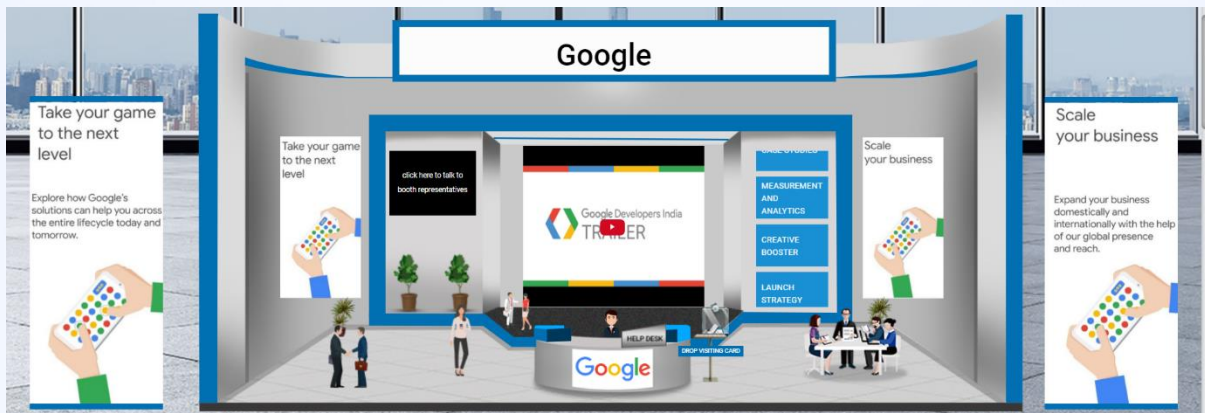 Google
Take your game
to the next
level
Explore how Google's
solutions can help you across
the entire lifecycle today and
tomorrow.
Take your game
to the next
level
click here to talk to
booth representatives
Google Developers India
TRAILER
CASE STUDIES
MEASUREMENT
AND
ANALYTICS
CREATIVE
BOOSTER
LAUNCH
STRATEGY
Scale
your business
Scale
your business
Expand your business
domestically and
internationally with the help
of our global presence
and reach.
HELP DESK
DROP VISITING CARD
Google